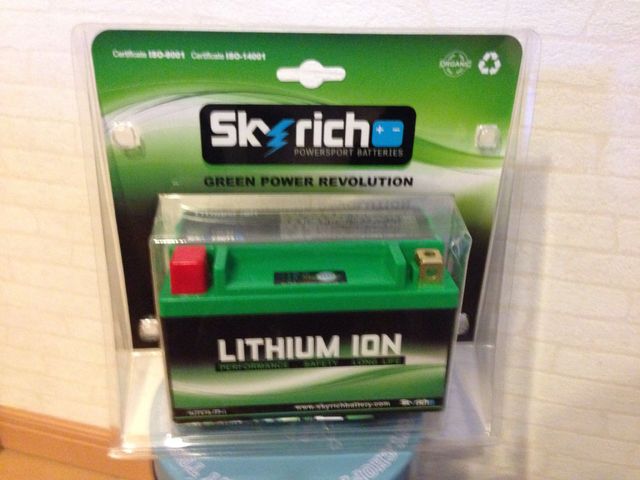 Certificate ISO-9001 Certificate ISO-14001
ORGANIC
Skyrich
POWERSPORT BATTERIES
GREEN POWER REVOLUTION
LITHIUM ION
PERFORMANCE SAFETY LONG LIFE
www.skyrichbattery.com Skyrich